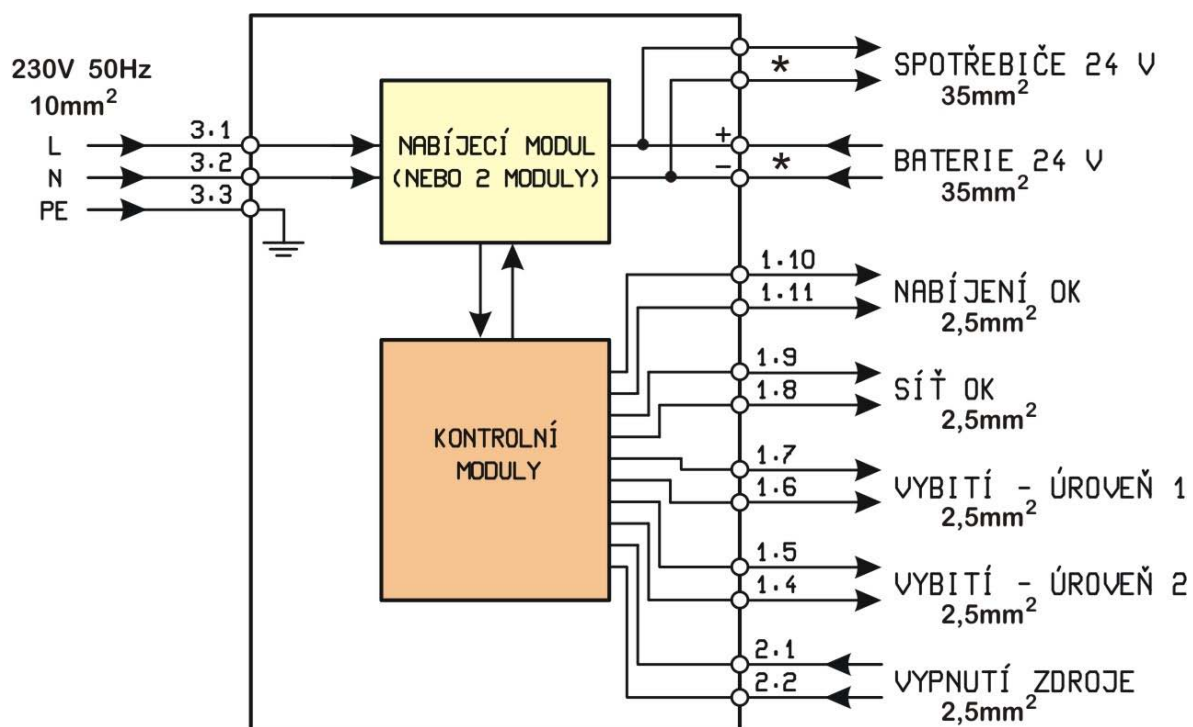 230V 50Hz
10mm²
L
N
PE
3.1
3.2
3.3
NABÍJECÍ MODUL
(NEBO 2 MODULY)
KONTROLNÍ
MODULY
*
SPOTŘEBIČE 24 V
35mm²
+
-
*
BATERIE 24 V
35mm²
1.10
1.11
NABÍJENÍ OK
2,5mm²
1.9
1.8
SÍŤ OK
2,5mm²
1.7
1.6
VYBITÍ - ÚROVEŇ 1
2,5mm²
1.5
1.4
VYBITÍ - ÚROVEŇ 2
2,5mm²
2.1
2.2
VYPNUTÍ ZDROJE
2,5mm²